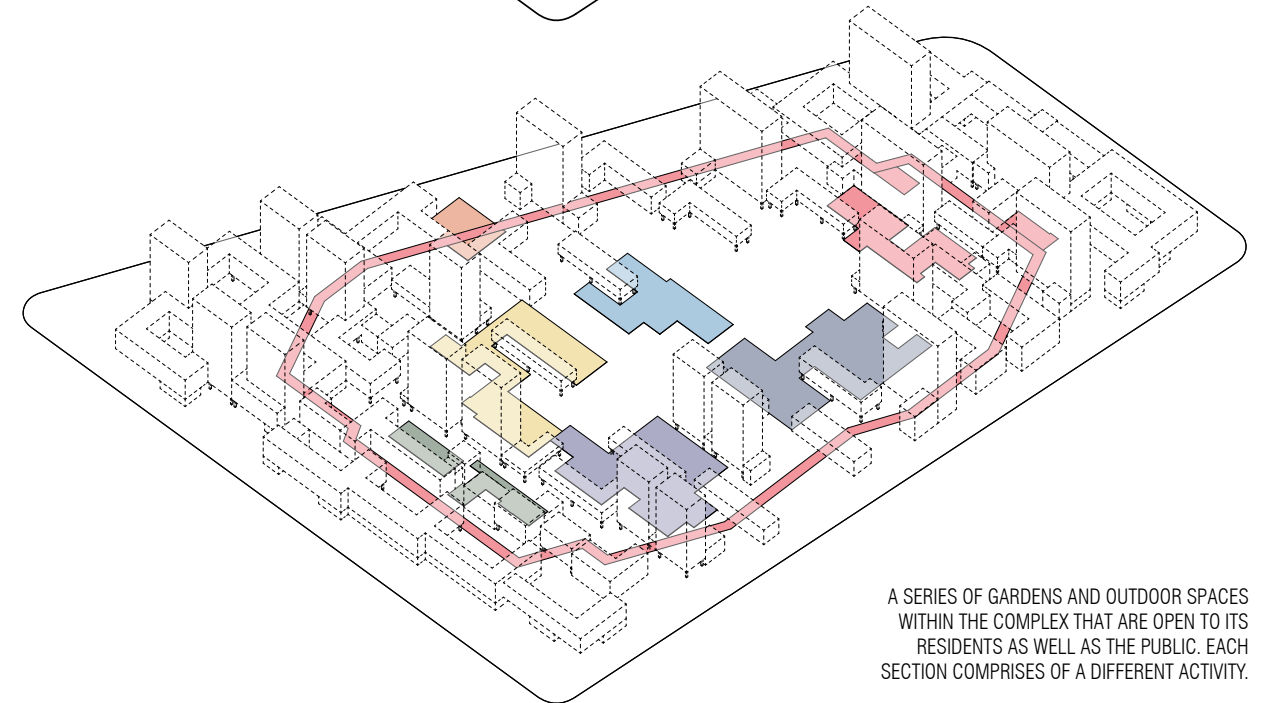 A SERIES OF GARDENS AND OUTDOOR SPACES
WITHIN THE COMPLEX THAT ARE OPEN TO ITS
RESIDENTS AS WELL AS THE PUBLIC. EACH
SECTION COMPRISES OF A DIFFERENT ACTIVITY.